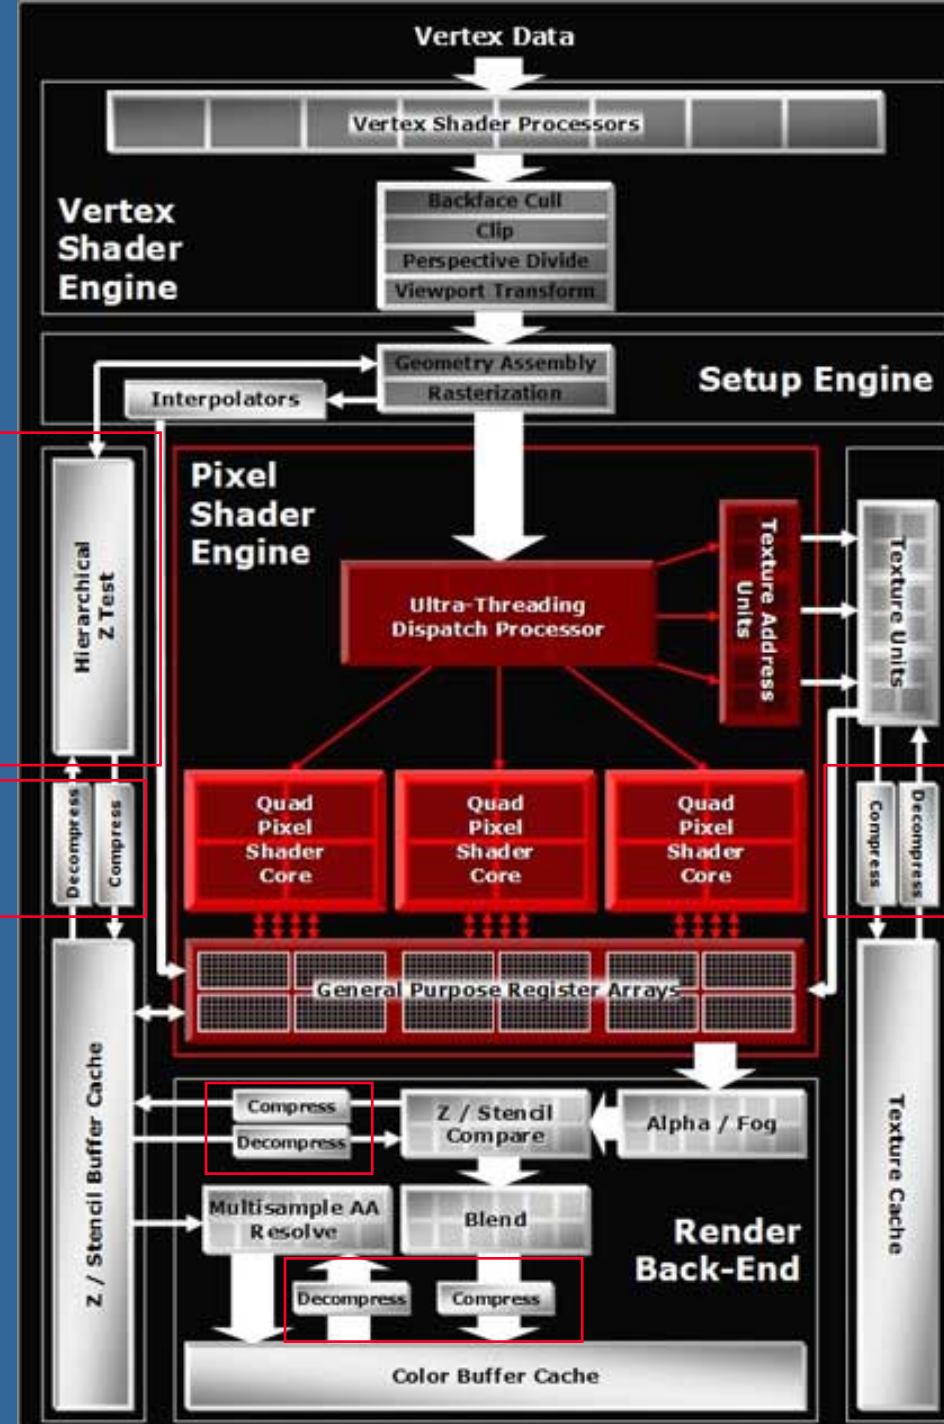 Vertex Data
Vertex Shader Processors
Backface Cull
Clip
Perspective Divide
Viewport Transform
Vertex
Shader
Engine
Geometry Assembly
Rasterization
Interpolators
Setup Engine
Pixel
Shader
Engine
Hierarchical
Z Test
Ultra-Threading
Dispatch Processor
Texture Address
Units
Texture Units
Decompress
Compress
Quad
Pixel
Shader
Core
Quad
Pixel
Shader
Core
Quad
Pixel
Shader
Core
Compress
Decompress
General Purpose Register Arrays
Z / Stencil Buffer Cache
Compress
Decompress
Z / Stencil
Compare
Alpha / Fog
Texture Cache
Multisample AA
Resolve
Blend
Render
Back-End
Decompress
Compress
Color Buffer Cache